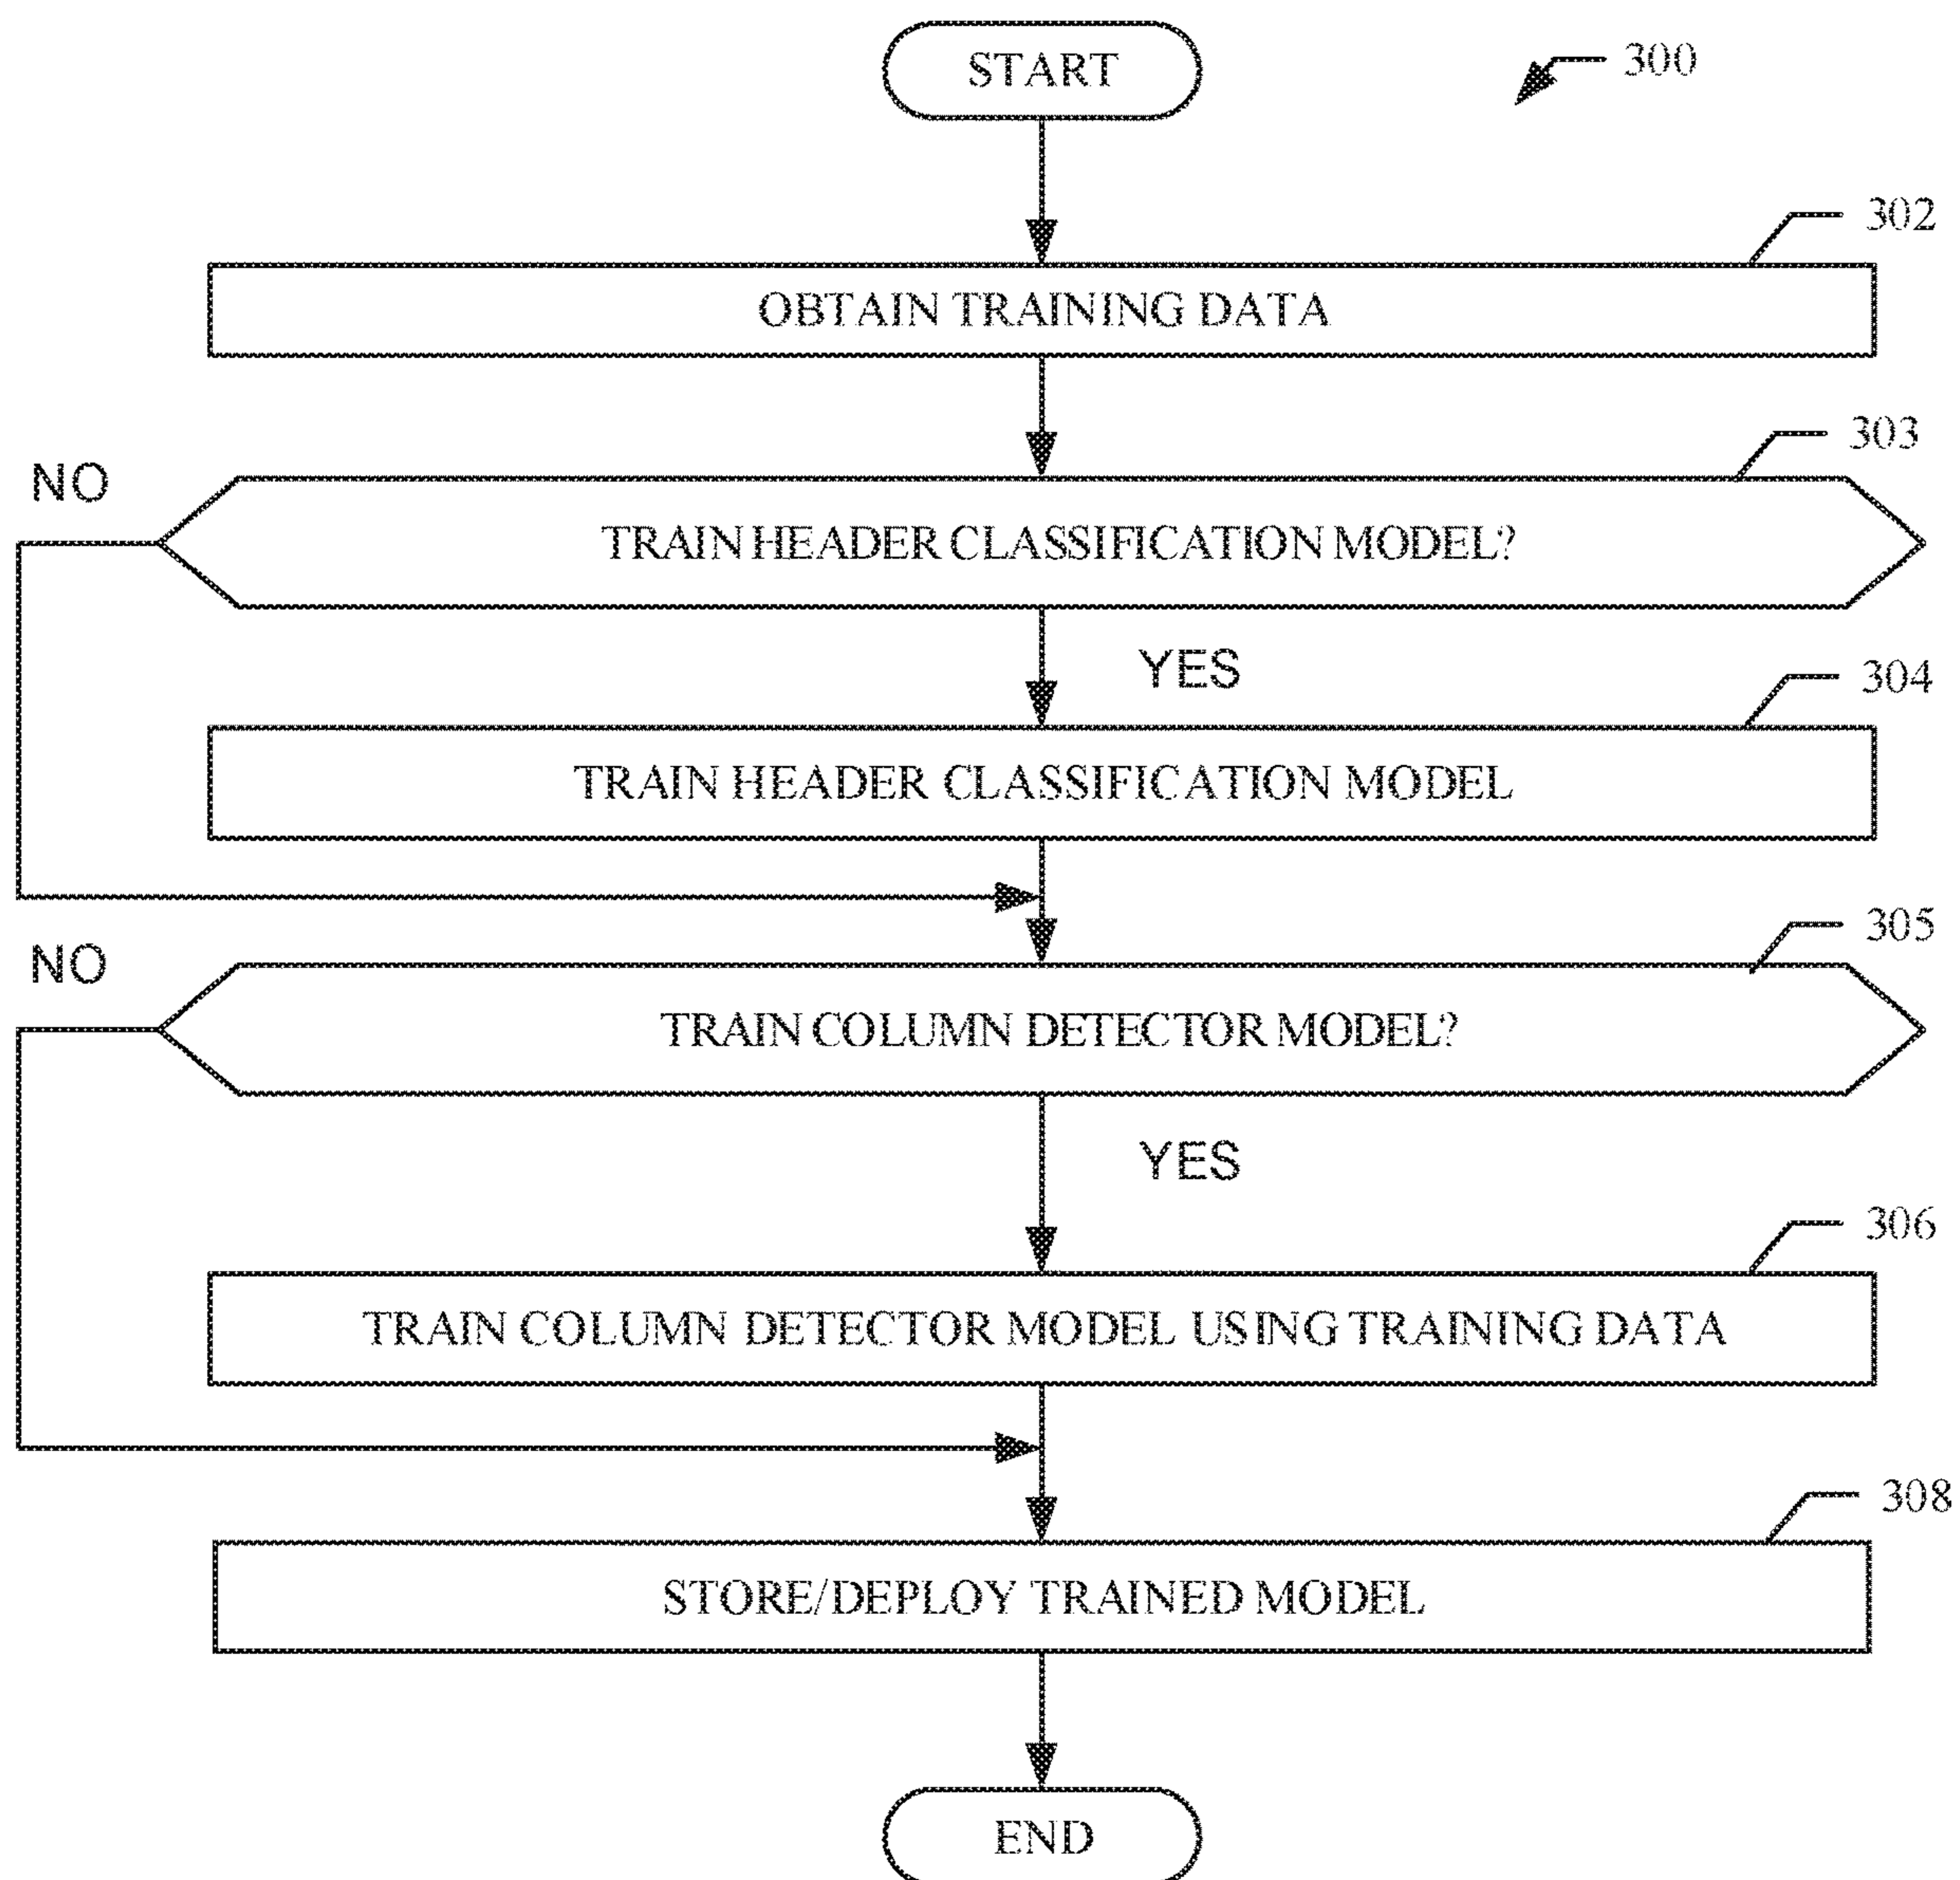 START
300
302
OBTAIN TRAINING DATA
303
NO
TRAIN HEADER CLASSIFICATION MODEL?
YES
304
TRAIN HEADER CLASSIFICATION MODEL
305
NO
TRAIN COLUMN DETECTOR MODEL?
YES
306
TRAIN COLUMN DETECTOR MODEL USING TRAINING DATA
308
STORE/DEPLOY TRAINED MODEL
END